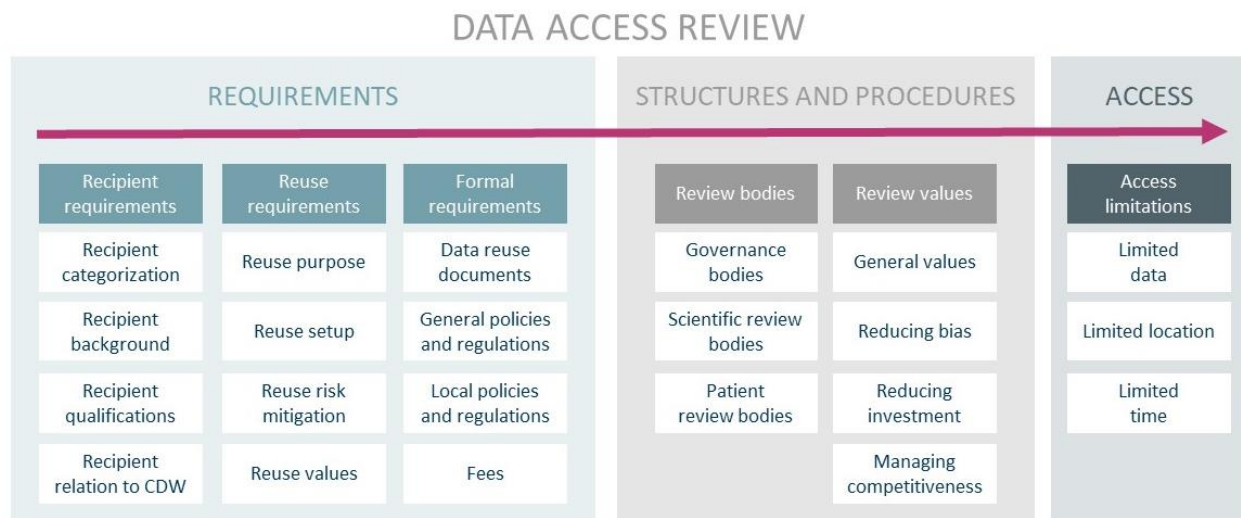 DATA ACCESS REVIEW
REQUIREMENTS
Recipient
requirements
Recipient
categorization
Recipient
background
Recipient
qualifications
Recipient
relation to CDW
Reuse
requirements
Reuse purpose
Reuse setup
Reuse risk
mitigation
Reuse values
Formal
requirements
Data reuse
documents
General policies
and regulations
Local policies
and regulations
Fees
STRUCTURES AND PROCEDURES
Review bodies
Governance
bodies
Scientific review
bodies
Patient
review bodies
Review values
General values
Reducing bias
Reducing
investment
Managing
competitiveness
ACCESS
Access
limitations
Limited
data
Limited location
Limited
time